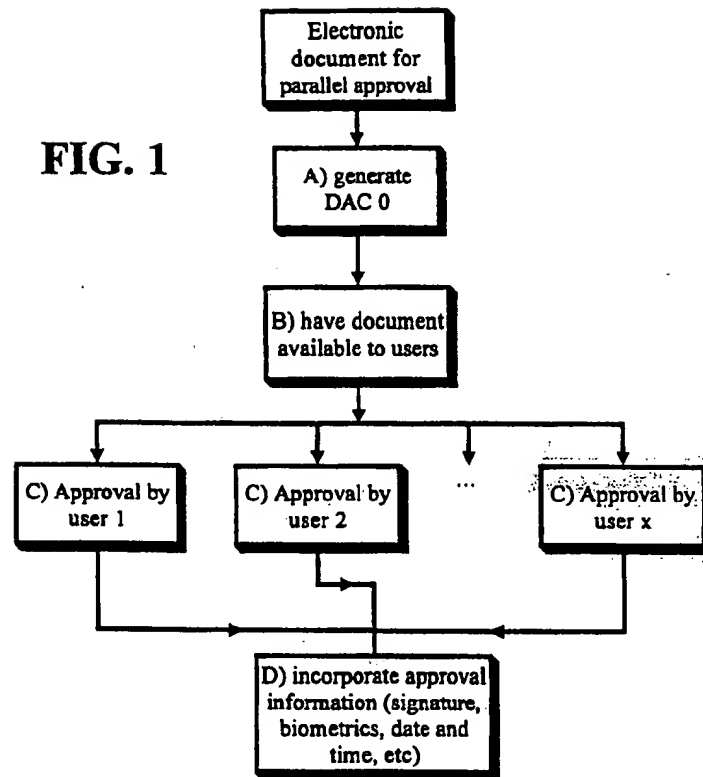 Electronic
document for
parallel approval
FIG. 1
A) generate
DAC 0
B) have document
available to users
C) Approval by
user 1
C) Approval by
user 2
...
C) Approval by
user x
D) incorporate approval
information (signature,
biometrics, date and
time, etc)